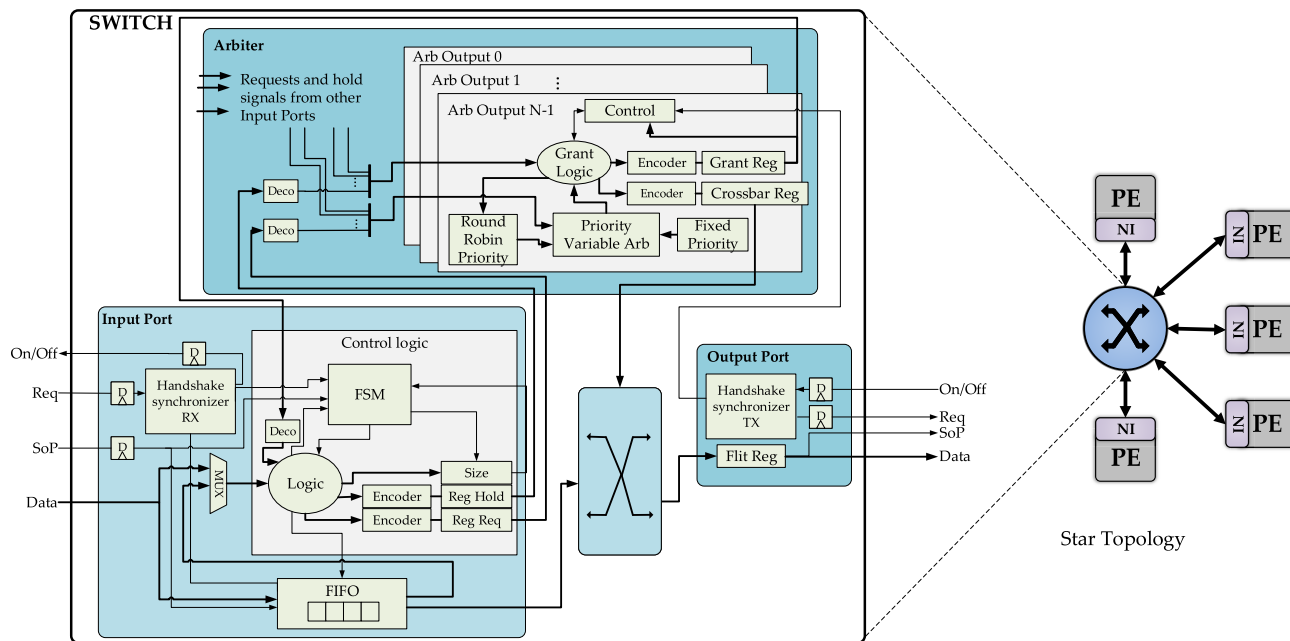 SWITCH
Arbiter
Requests and hold
signals from other
Input Ports
Arb Output 0
Arb Output 1
Arb Output N-1
Control
Grant
Logic
Encoder
Grant Reg
Encoder
Crossbar Reg
Deco
Deco
Round
Robin
Priority
Priority
Variable Arb
Fixed
Priority
Input Port
Control logic
On/Off
D
Req
D
Handshake
synchronizer
RX
FSM
SoP
D
Deco
MUX
Logic
Size
Encoder
Reg Hold
Encoder
Reg Req
Data
FIFO
Output Port
Handshake
synchronizer
TX
D
On/Off
D
Req
SoP
Flit Reg
Data
PE
NI
NI
PE
NI
PE
NI
PE
NI
PE
Star Topology